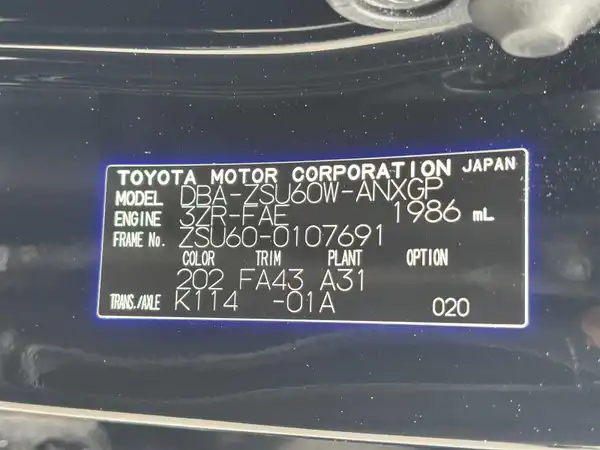 TOYOTA MOTOR CORPORATION JAPAN
MODEL DBA-ZSU60W-ANXGP
ENGINE 3ZR-FAE 1986 mL
FRAME No. ZSU60-0107691
COLOR TRIM PLANT OPTION
202 FA43 A31
TRANS./AXLE K114 -01A 020